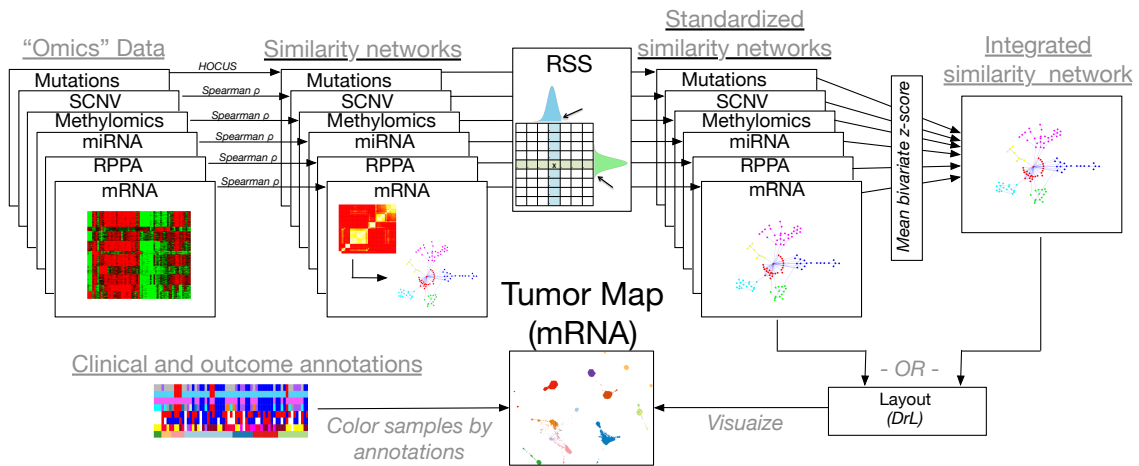 “Omics” Data
Similarity networks
Standardized
similarity networks
Integrated
similarity network
Mutations
SCNV
Methylomics
miRNA
RPPA
mRNA
HOCUS
Spearman ρ
Spearman ρ
Spearman ρ
Spearman ρ
Spearman ρ
Mutations
SCNV
Methylomics
miRNA
RPPA
mRNA
RSS
x
Mutations
SCNV
Methylomics
miRNA
RPPA
mRNA
Mean bivariate z-score
Tumor Map
(mRNA)
Clinical and outcome annotations
Color samples by
annotations
Visuaize
- OR -
Layout
(DrL)